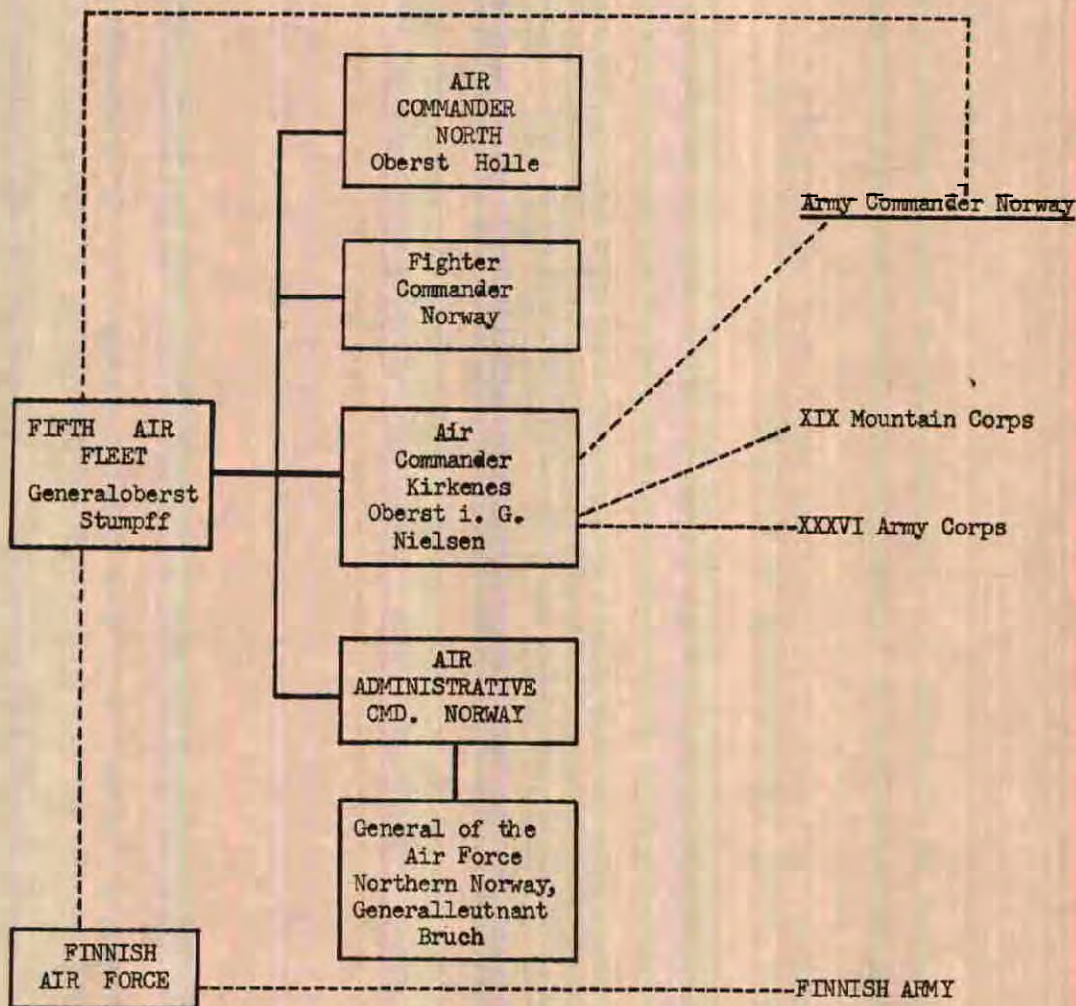 AIR
COMMANDER
NORTH
Oberst Holle
Army Commander Norway
Fighter
Commander
Norway
FIFTH AIR
FLEET
Generaloberst
Stumpff
Air
Commander
Kirkenes
Oberst i. G.
Nielsen
XIX Mountain Corps
XXXVI Army Corps
AIR
ADMINISTRATIVE
CMD. NORWAY
General of the
Air Force
Northern Norway,
Generalleutnant
Bruch
FINNISH
AIR FORCE
FINNISH ARMY